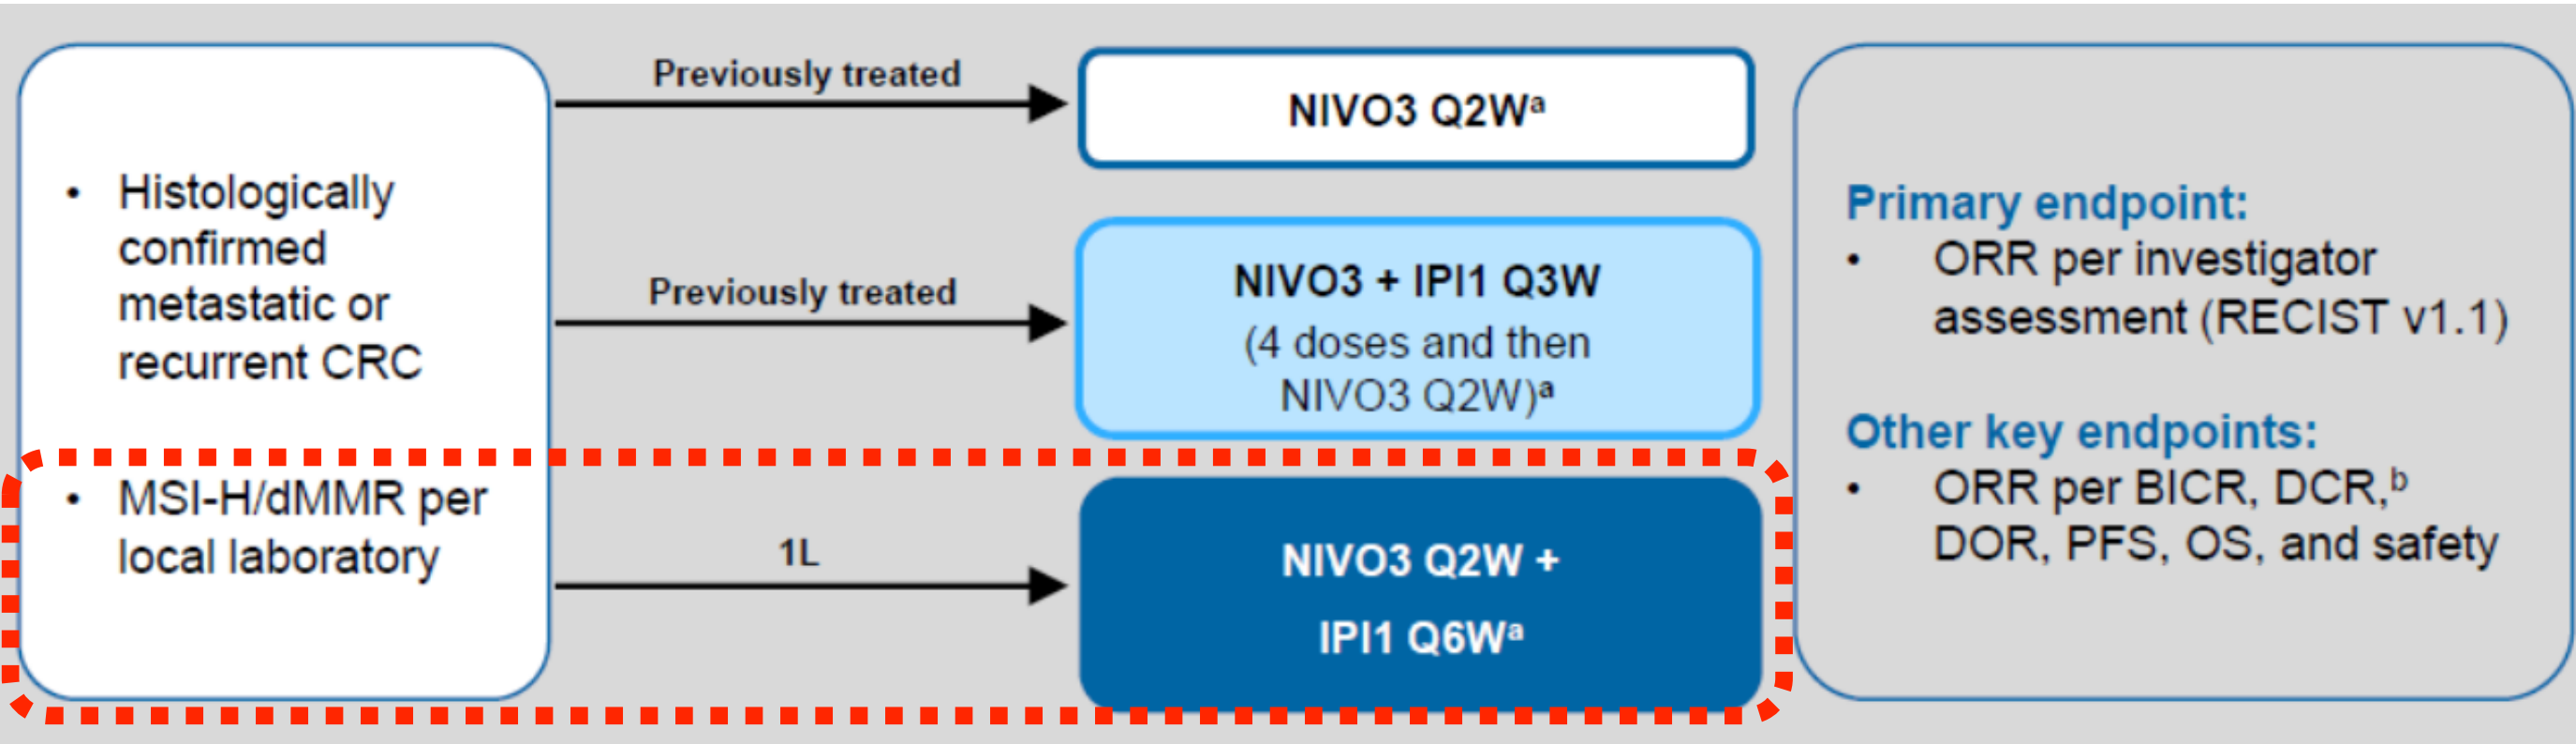 • Histologically
confirmed
metastatic or
recurrent CRC
• MSI-H/dMMR per
local laboratory
Previously treated
NIVO3 Q2Wᵃ
Previously treated
NIVO3 + IPI1 Q3W
(4 doses and then
NIVO3 Q2W)ᵃ
1L
NIVO3 Q2W +
IPI1 Q6Wᵃ
Primary endpoint:
• ORR per investigator
assessment (RECIST v1.1)
Other key endpoints:
• ORR per BICR, DCR,ᵇ
DOR, PFS, OS, and safety